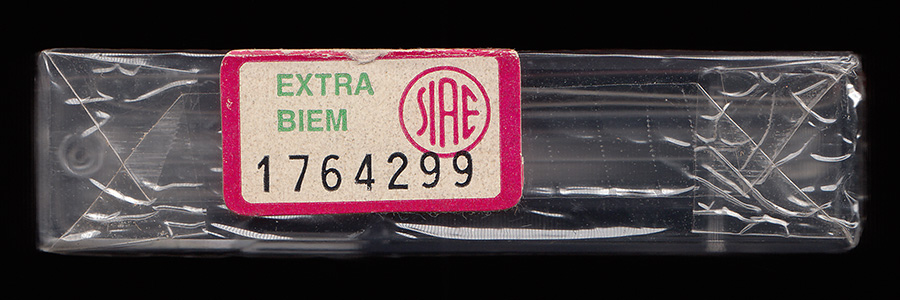 EXTRA
BIEM
SIAE
1764299